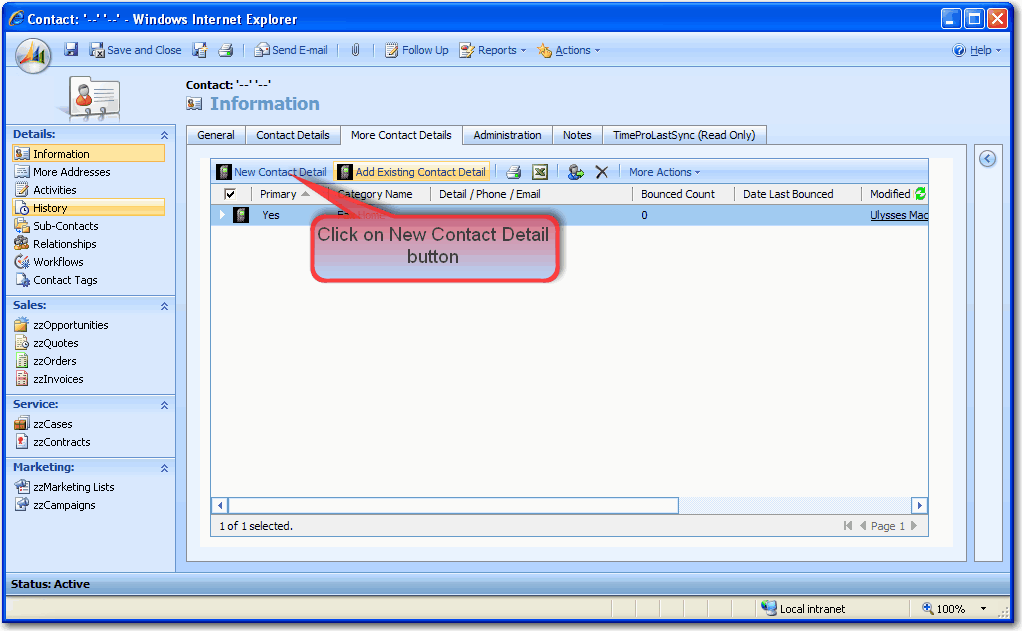 Contact: '--' '--' - Windows Internet Explorer
Save and Close Send E-mail Follow Up Reports Actions Help
Contact: '--' '--'
Information
Details:
Information
More Addresses
Activities
History
Sub-Contacts
Relationships
Workflows
Contact Tags
Sales:
zzOpportunities
zzQuotes
zzOrders
zzInvoices
Service:
zzCases
zzContracts
Marketing:
zzMarketing Lists
zzCampaigns
General Contact Details More Contact Details Administration Notes TimeProLastSync (Read Only)
New Contact Detail Add Existing Contact Detail More Actions
Primary Category Name Detail / Phone / Email Bounced Count Date Last Bounced Modified
Yes 0 Ulysses Mac
Click on New Contact Detail
button
1 of 1 selected. Page 1
Status: Active
Local intranet 100%